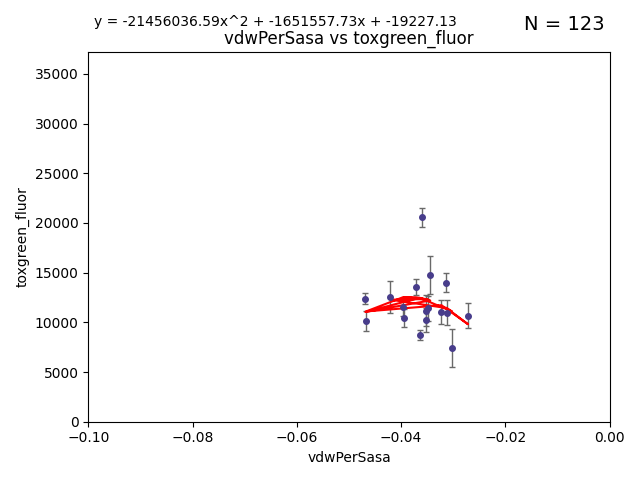 y = -21456036.59x^2 + -1651557.73x + -19227.13
N = 123
vdwPerSasa vs toxgreen_fluor
35000
30000
25000
20000
15000
10000
5000
0
toxgreen_fluor
−0.10
−0.08
−0.06
−0.04
−0.02
0.00
vdwPerSasa